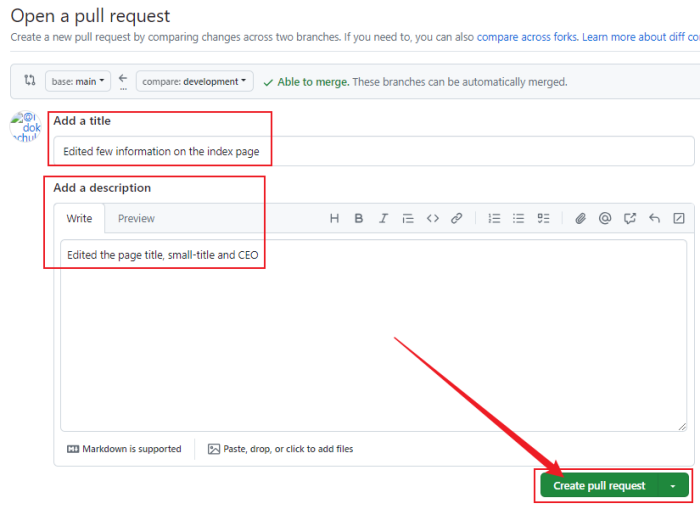 Open a pull request
Create a new pull request by comparing changes across two branches. If you need to, you can also compare across forks. Learn more about diff co
base: main compare: development Able to merge. These branches can be automatically merged.
Add a title
Edited few information on the index page
Add a description
Write Preview
Edited the page title, small-title and CEO
Markdown is supported Paste, drop, or click to add files
Create pull request